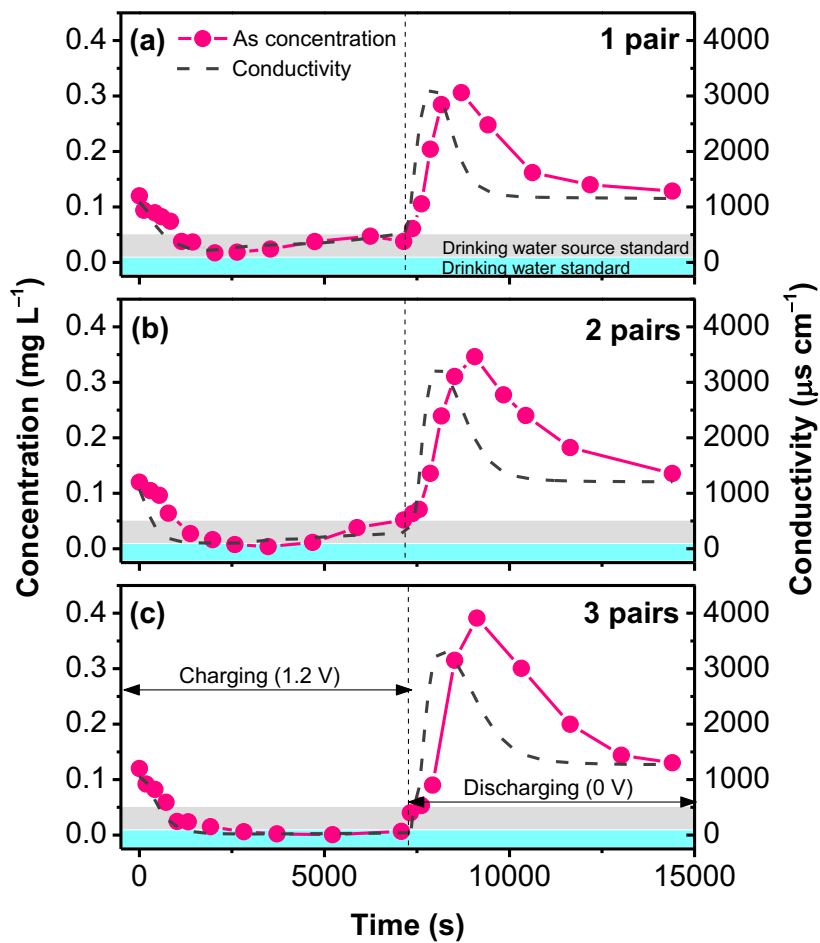 (a)
As concentration
Conductivity
1 pair
0.4
0.3
0.2
0.1
0.0
4000
3000
2000
1000
0
Drinking water source standard
Drinking water standard
(b)
2 pairs
0.4
0.3
0.2
0.1
0.0
4000
3000
2000
1000
0
Concentration (mg L⁻¹)
Conductivity (μs cm⁻¹)
(c)
3 pairs
0.4
0.3
0.2
0.1
0.0
4000
3000
2000
1000
0
Charging (1.2 V)
Discharging (0 V)
0 5000 10000 15000
Time (s)